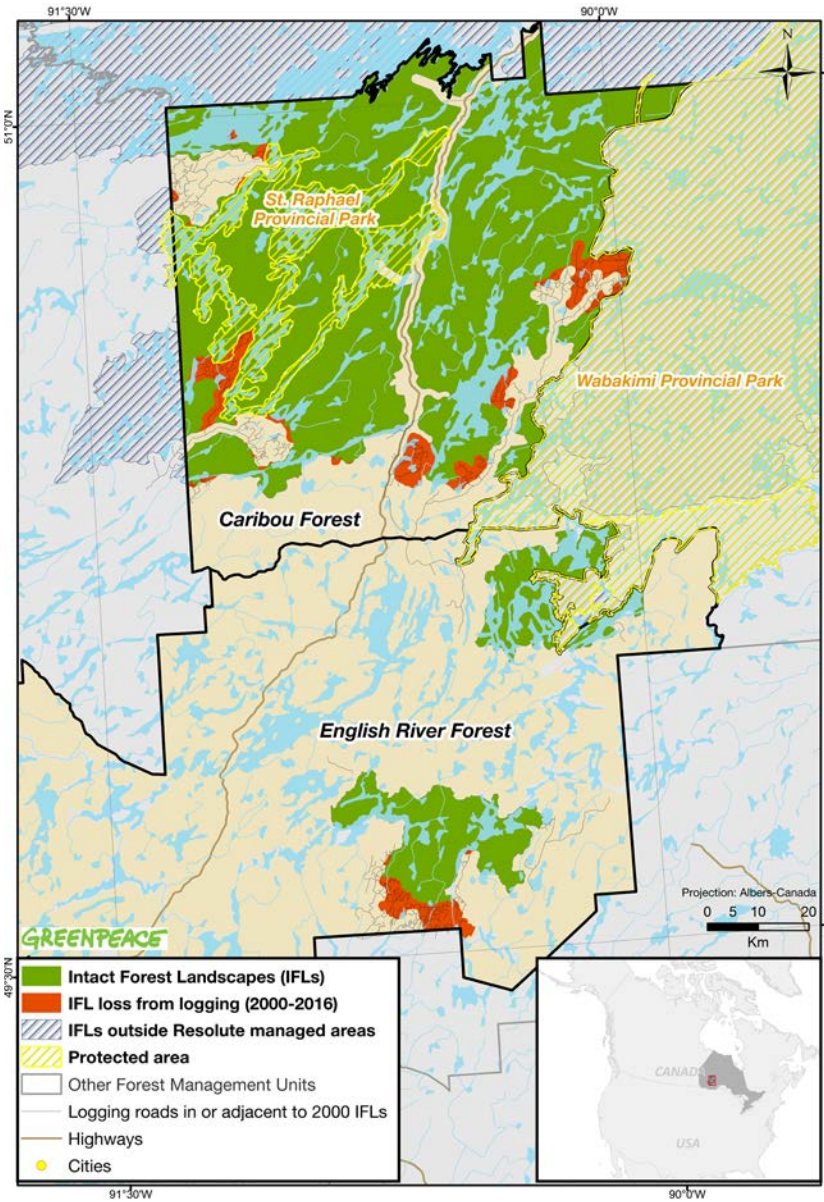 91°30'W
90°0'W
N
51°0'N
St. Raphael
Provincial Park
Wabakimi Provincial Park
Caribou Forest
English River Forest
Projection: Albers-Canada
0 5 10 20
Km
GREENPEACE
49°30'N
Intact Forest Landscapes (IFLs)
IFL loss from logging (2000-2016)
IFLs outside Resolute managed areas
Protected area
Other Forest Management Units
Logging roads in or adjacent to 2000 IFLs
Highways
Cities
CANADA
USA
91°30'W
90°0'W